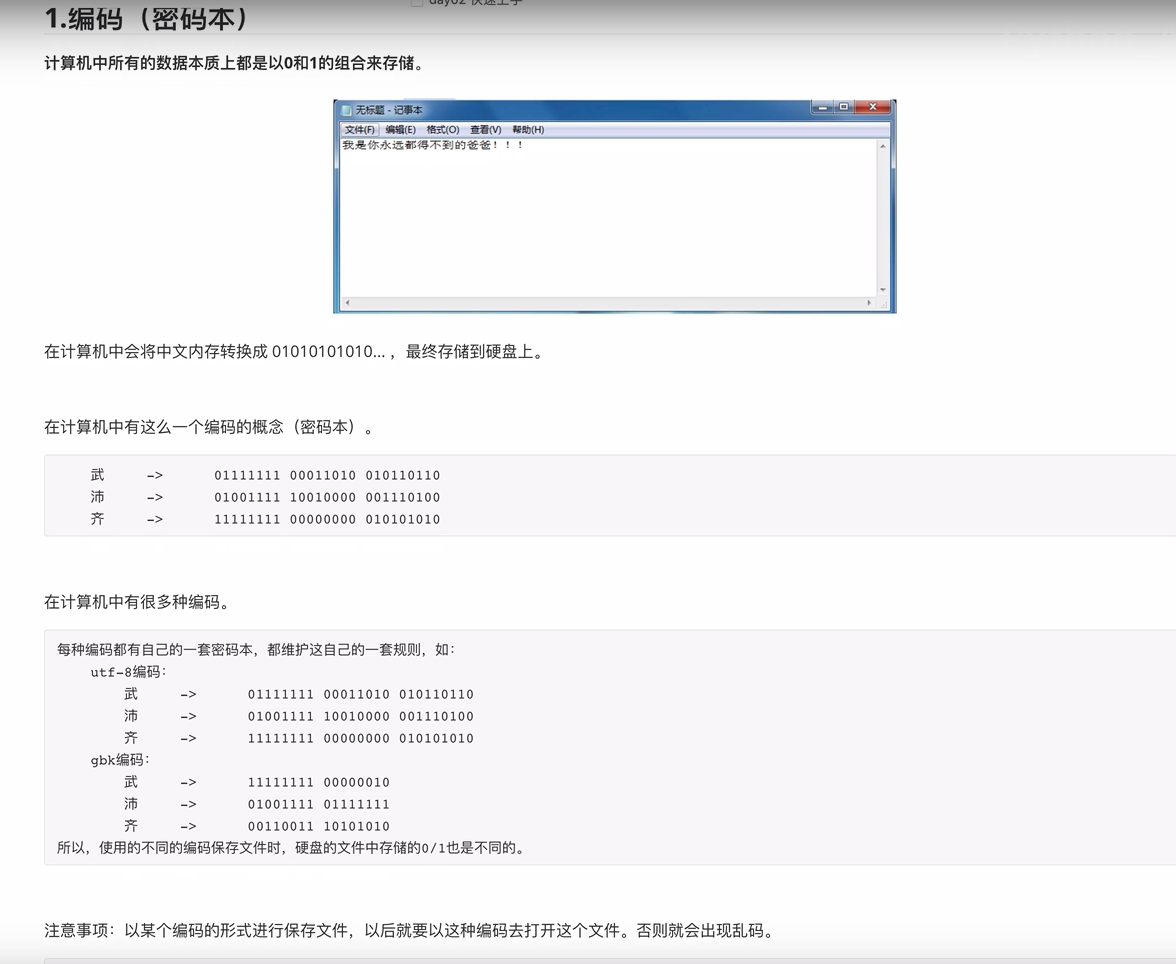 day02 快速上手
1.编码（密码本）
计算机中所有的数据本质上都是以0和1的组合来存储。
无标题 - 记事本
文件(F) 编辑(E) 格式(O) 查看(V) 帮助(H)
我是你永远都得不到的爸爸！！！
在计算机中会将中文内存转换成 01010101010... ，最终存储到硬盘上。
在计算机中有这么一个编码的概念（密码本）。
武 -> 01111111 00011010 010110110
沛 -> 01001111 10010000 001110100
齐 -> 11111111 00000000 010101010
在计算机中有很多种编码。
每种编码都有自己的一套密码本，都维护这自己的一套规则，如：
utf-8编码：
武 -> 01111111 00011010 010110110
沛 -> 01001111 10010000 001110100
齐 -> 11111111 00000000 010101010
gbk编码：
武 -> 11111111 00000010
沛 -> 01001111 01111111
齐 -> 00110011 10101010
所以，使用的不同的编码保存文件时，硬盘的文件中存储的0/1也是不同的。
注意事项：以某个编码的形式进行保存文件，以后就要以这种编码去打开这个文件。否则就会出现乱码。